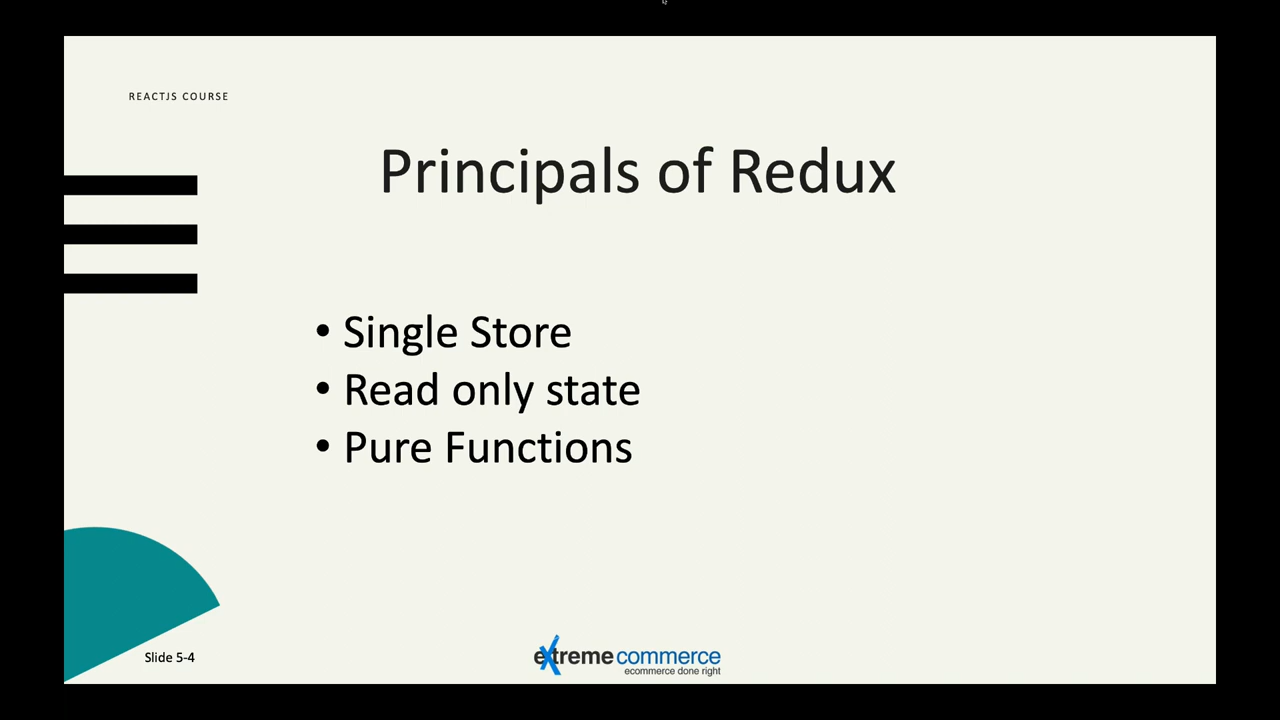 REACTJS COURSE
Principals of Redux
• Single Store
• Read only state
• Pure Functions
Slide 5-4
extreme commerce
ecommerce done right